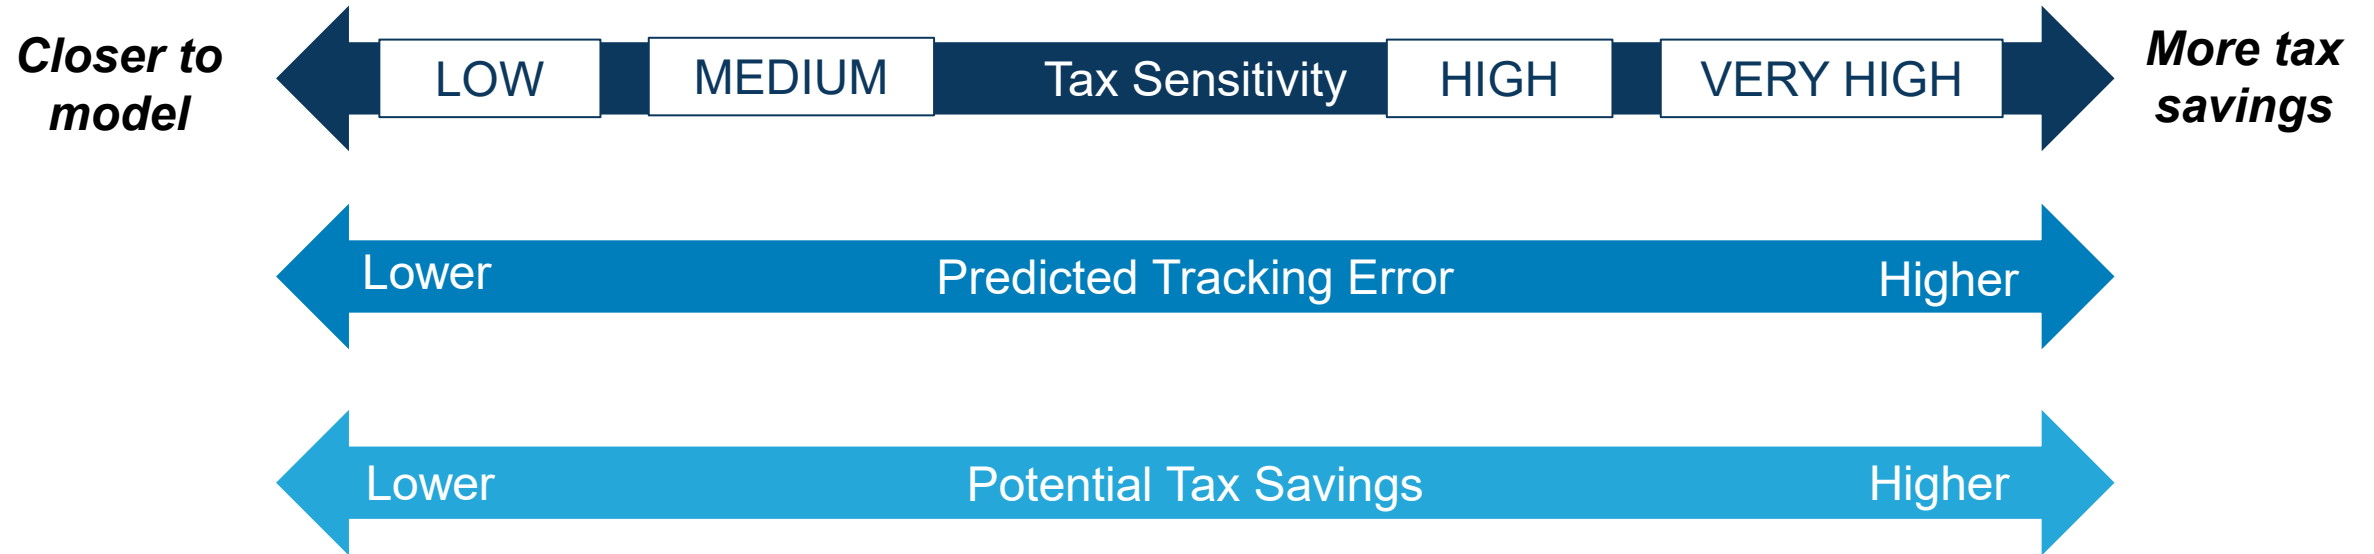 Closer to
model
LOW
MEDIUM
Tax Sensitivity
HIGH
VERY HIGH
More tax
savings
Lower
Predicted Tracking Error
Higher
Lower
Potential Tax Savings
Higher